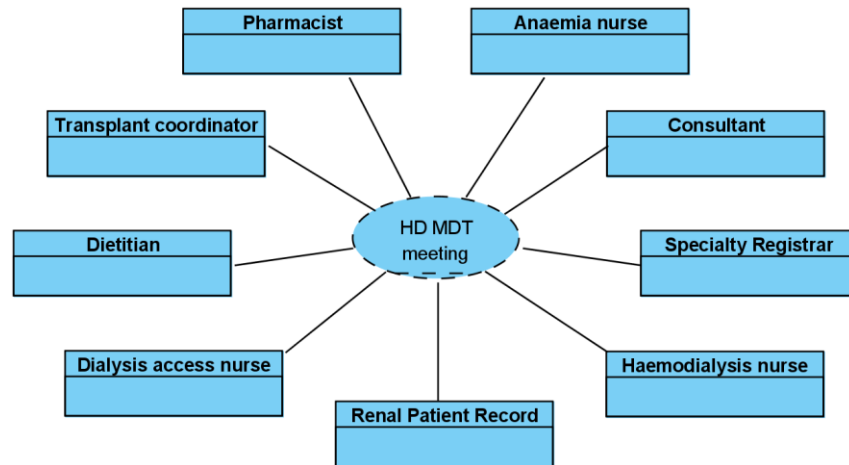 Pharmacist
Anaemia nurse
Transplant coordinator
Consultant
HD MDT
meeting
Dietitian
Specialty Registrar
Dialysis access nurse
Haemodialysis nurse
Renal Patient Record